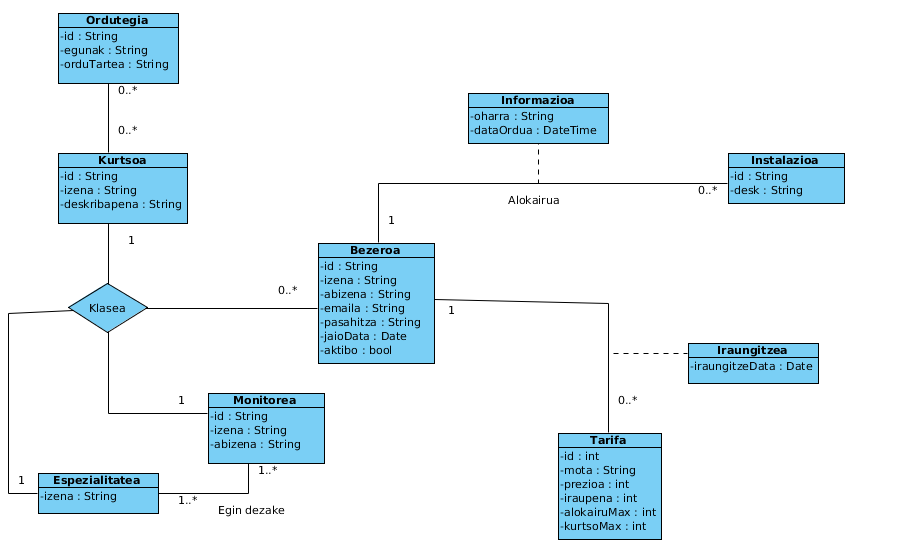 Ordutegia
-id : String
-egunak : String
-orduTartea : String
0..*
0..*
Kurtsoa
-id : String
-izena : String
-deskribapena : String
1
Informazioa
-oharra : String
-dataOrdua : DateTime
Instalazioa
-id : String
-desk : String
0..*
Alokairua
1
Bezeroa
-id : String
-izena : String
-abizena : String
-emaila : String
-pasahitza : String
-jaioData : Date
-aktibo : bool
Klasea
0..*
1
Iraungitzea
-iraungitzeData : Date
0..*
Tarifa
-id : int
-mota : String
-prezioa : int
-iraupena : int
-alokairuMax : int
-kurtsoMax : int
1
Monitorea
-id : String
-izena : String
-abizena : String
1..*
1
Espezialitatea
-izena : String
1..*
Egin dezake